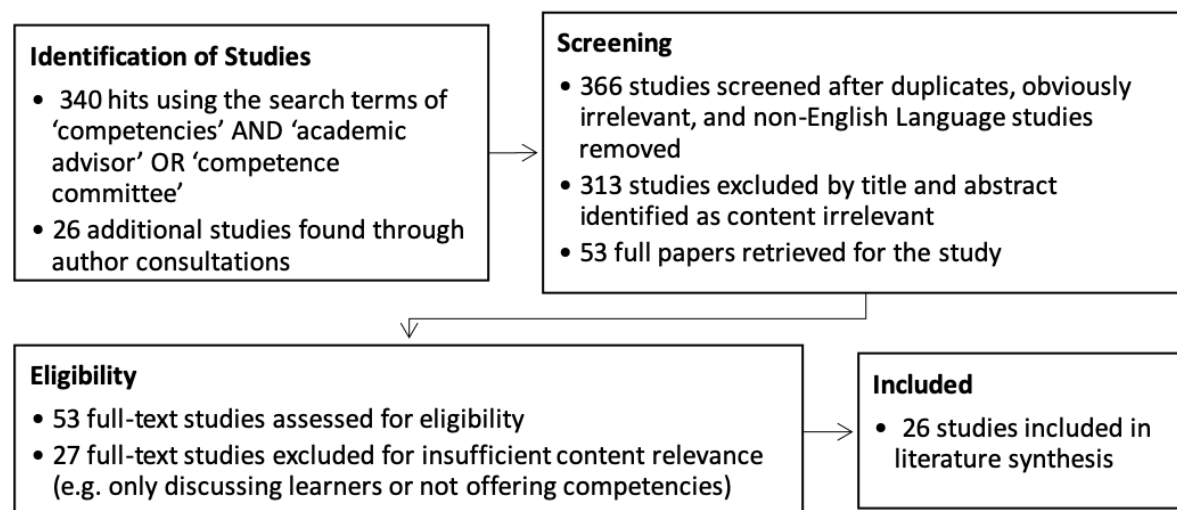 Identification of Studies
• 340 hits using the search terms of
‘competencies’ AND ‘academic
advisor’ OR ‘competence
committee’
• 26 additional studies found through
author consultations
Screening
• 366 studies screened after duplicates, obviously
irrelevant, and non-English Language studies
removed
• 313 studies excluded by title and abstract
identified as content irrelevant
• 53 full papers retrieved for the study
Eligibility
• 53 full-text studies assessed for eligibility
• 27 full-text studies excluded for insufficient content relevance
(e.g. only discussing learners or not offering competencies)
Included
• 26 studies included in
literature synthesis